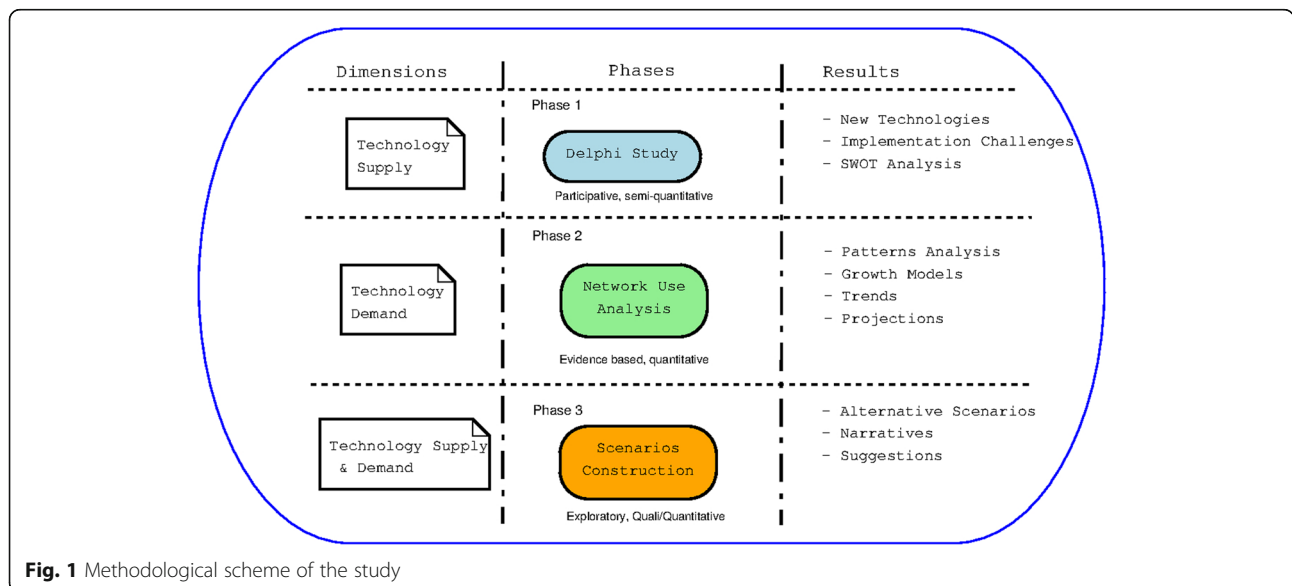 Dimensions
Phases
Results
Phase 1
Technology
Supply
Delphi Study
Participative, semi-quantitative
- New Technologies
- Implementation Challenges
- SWOT Analysis
Phase 2
Technology
Demand
Network Use
Analysis
Evidence based, quantitative
- Patterns Analysis
- Growth Models
- Trends
- Projections
Phase 3
Technology Supply
& Demand
Scenarios
Construction
Exploratory, Quali/Quantitative
- Alternative Scenarios
- Narratives
- Suggestions
Fig. 1 Methodological scheme of the study